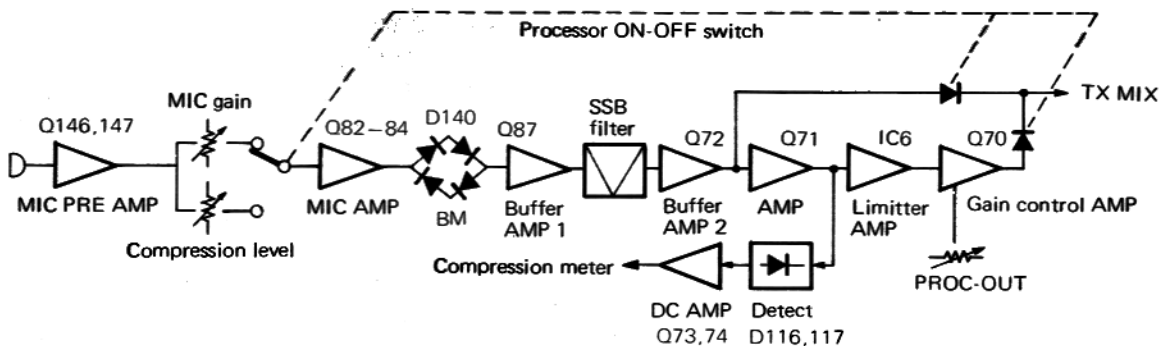 Processor ON-OFF switch
MIC gain
TX MIX
SSB
filter
Q146,147
Q82–84
D140
Q87
Q72
Q71
IC6
Q70
MIC PRE AMP
MIC AMP
BM
Buffer
AMP 1
Buffer
AMP 2
AMP
Limitter
AMP
Gain control AMP
Compression level
Compression meter
PROC-OUT
DC AMP
Q73,74
Detect
D116,117